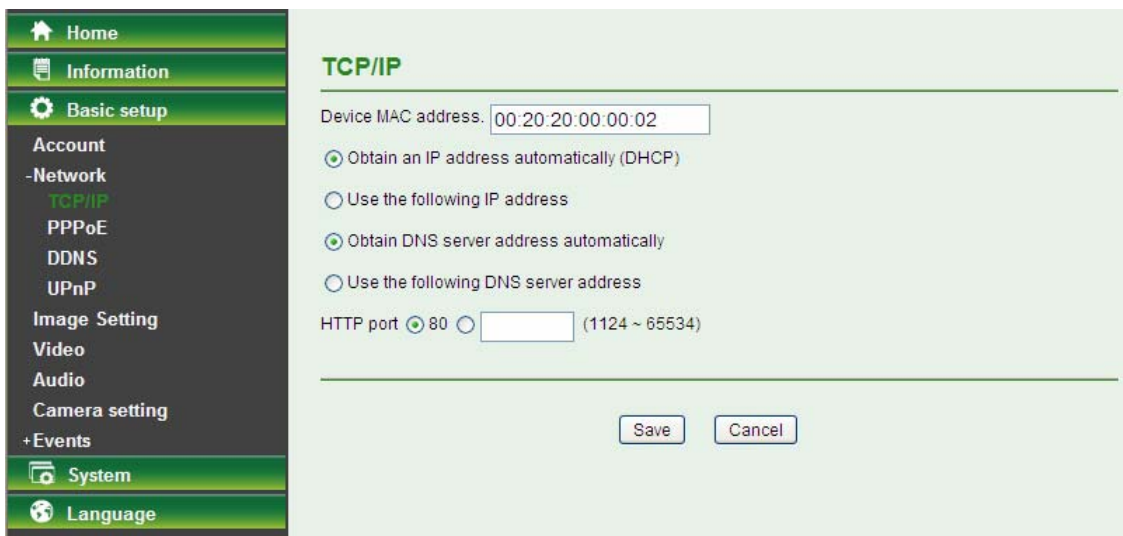 Home
Information
Basic setup
Account
-Network
TCP/IP
PPPoE
DDNS
UPnP
Image Setting
Video
Audio
Camera setting
+Events
System
Language
TCP/IP
Device MAC address. 00:20:20:00:00:02
Obtain an IP address automatically (DHCP)
Use the following IP address
Obtain DNS server address automatically
Use the following DNS server address
HTTP port 80 (1124 ~ 65534)
Save Cancel